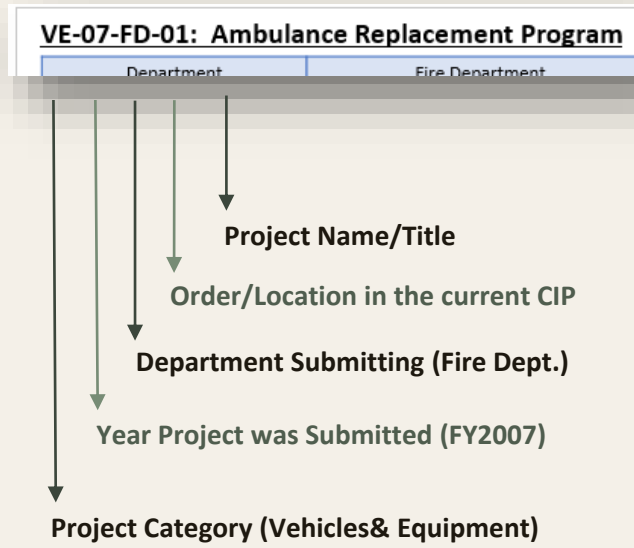 VE-07-FD-01: Ambulance Replacement Program
Department Fire Department
Project Name/Title
Order/Location in the current CIP
Department Submitting (Fire Dept.)
Year Project was Submitted (FY2007)
Project Category (Vehicles& Equipment)